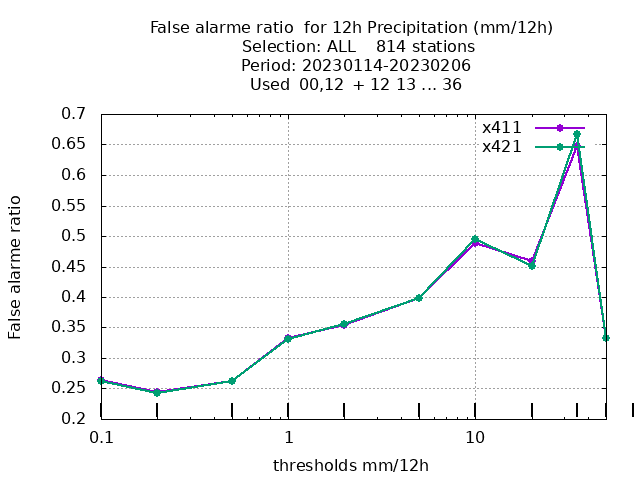 False alarme ratio  for 12h Precipitation (mm/12h)
Selection: ALL    814 stations
Period: 20230114-20230206
Used  00,12  + 12 13 ... 36
x411
x421
0.7
0.65
0.6
0.55
0.5
0.45
0.4
0.35
0.3
0.25
0.2
False alarme ratio
0.1
1
10
thresholds mm/12h